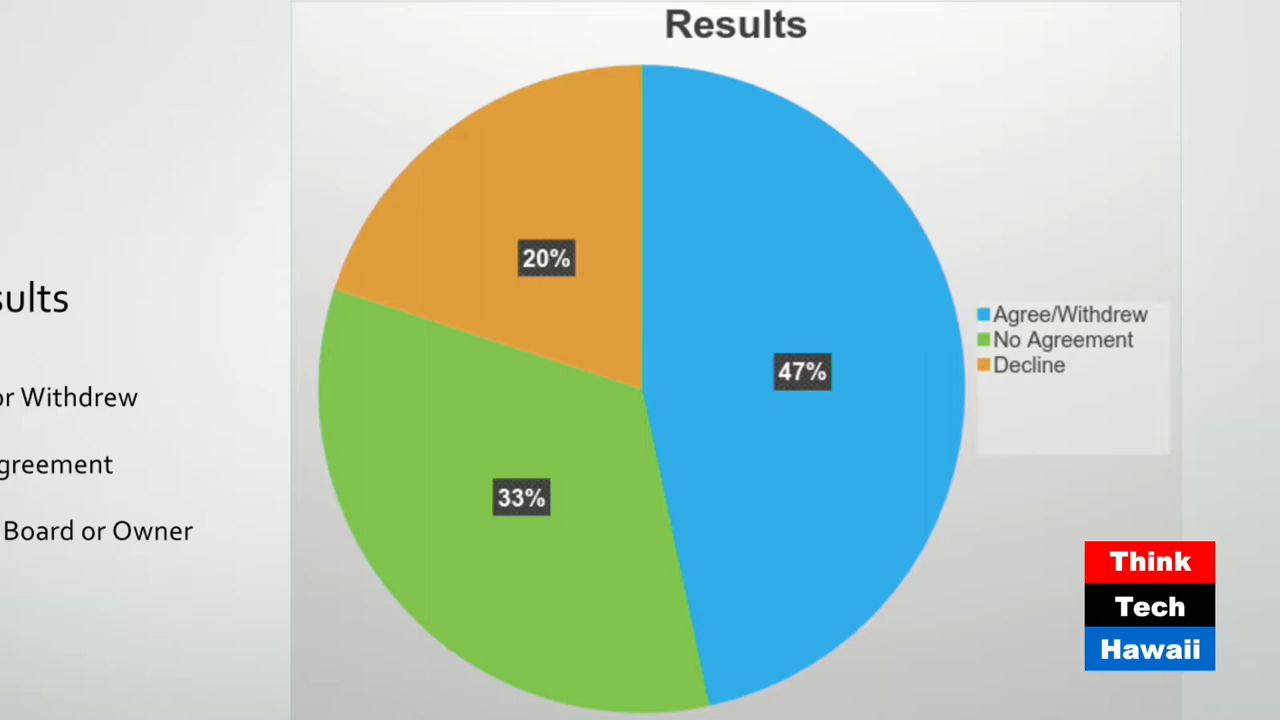 Results
sults
or Withdrew
greement
Board or Owner
20%
47%
33%
Agree/Withdrew
No Agreement
Decline
Think
Tech
Hawaii